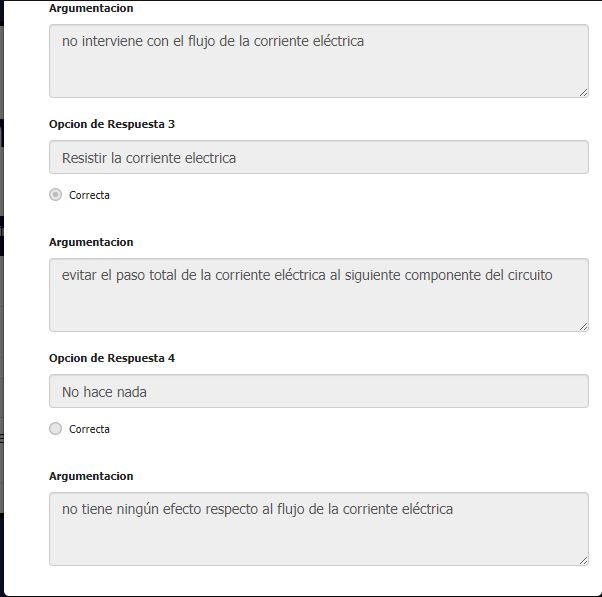 Argumentacion
no interviene con el flujo de la corriente eléctrica
Opcion de Respuesta 3
Resistir la corriente electrica
Correcta
Argumentacion
evitar el paso total de la corriente eléctrica al siguiente componente del circuito
Opcion de Respuesta 4
No hace nada
Correcta
Argumentacion
no tiene ningún efecto respecto al flujo de la corriente eléctrica